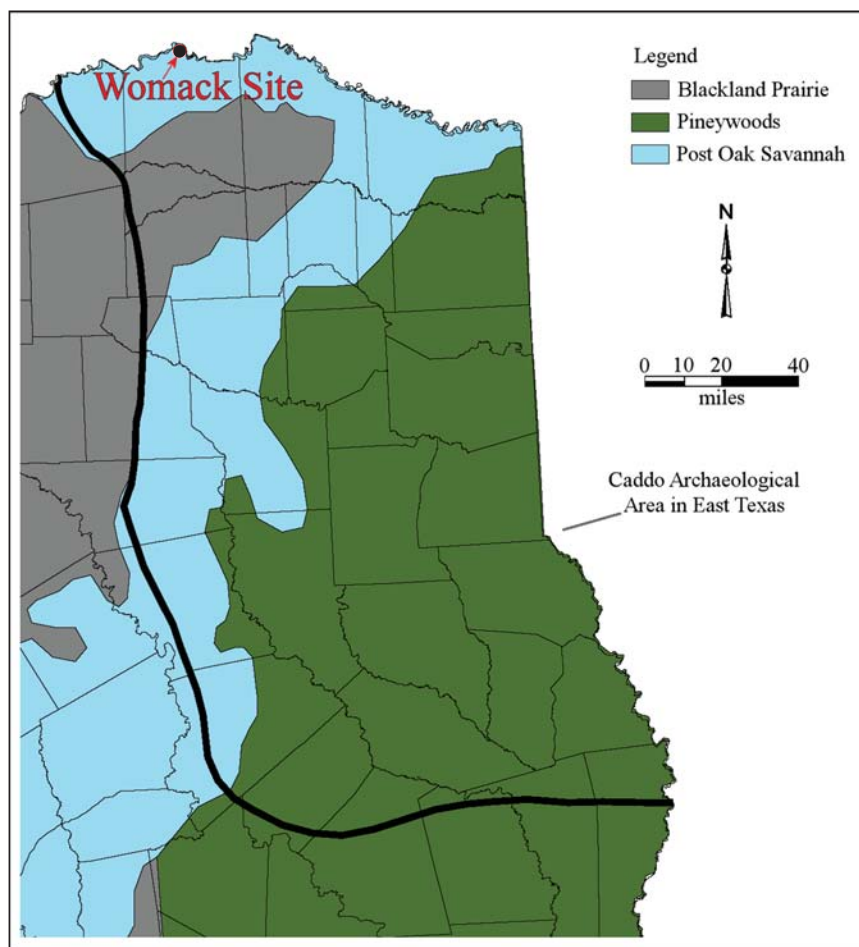 Womack Site
Legend
Blackland Prairie
Pineywoods
Post Oak Savannah
N
0 10 20 40
miles
Caddo Archaeological
Area in East Texas